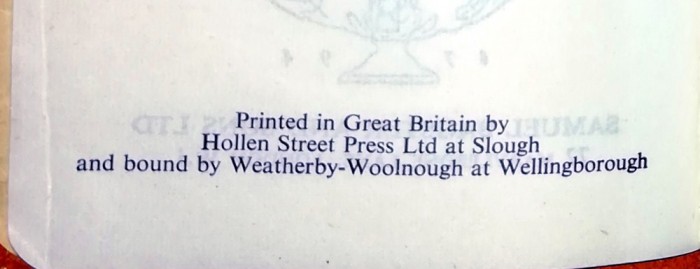 Printed in Great Britain by
Hollen Street Press Ltd at Slough
and bound by Weatherby-Woolnough at Wellingborough